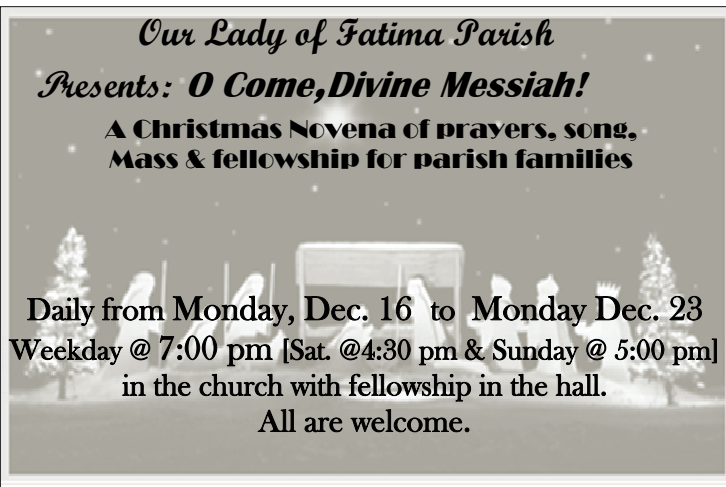 Our Lady of Fatima Parish
Presents: O Come,Divine Messiah!
A Christmas Novena of prayers, song,
Mass & fellowship for parish families
Daily from Monday, Dec. 16 to Monday Dec. 23
Weekday @ 7:00 pm [Sat. @4:30 pm & Sunday @ 5:00 pm]
in the church with fellowship in the hall.
All are welcome.